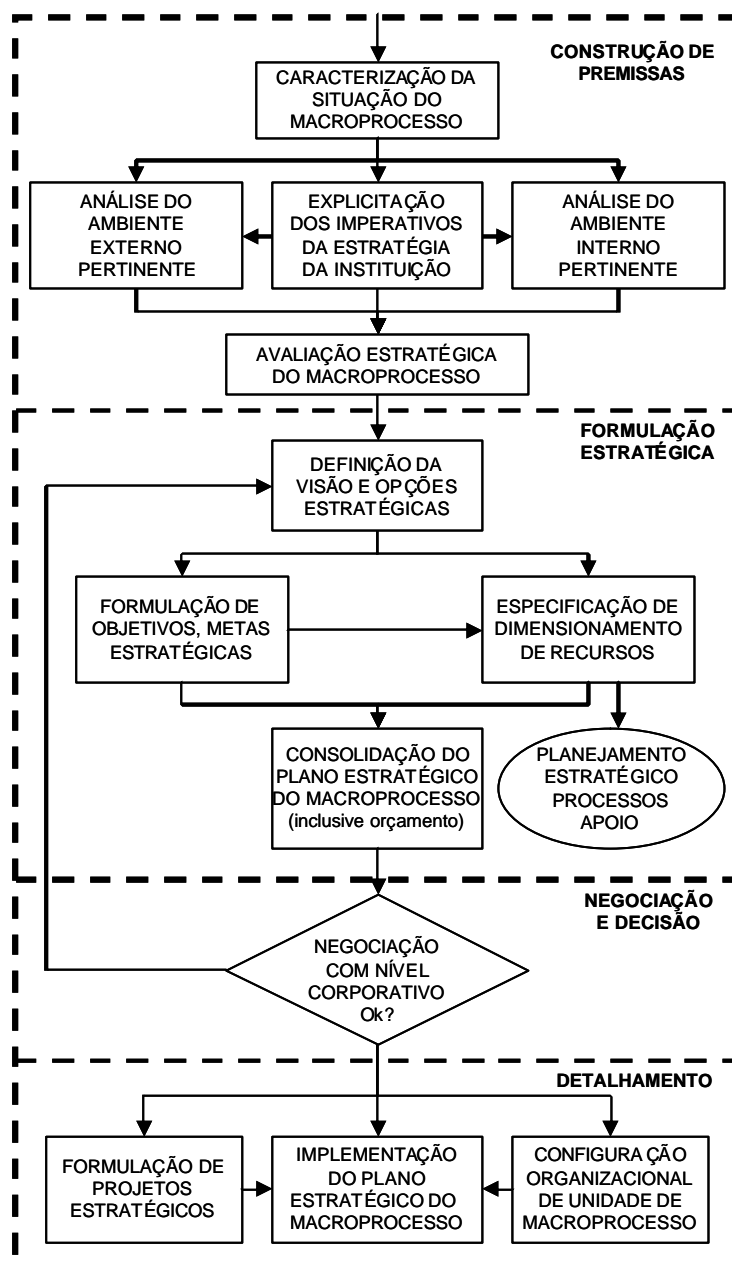 CONSTRUÇÃO DE
PREMISSAS
CARACTERIZAÇÃO DA
SITUAÇÃO DO
MACROPROCESSO
ANÁLISE DO
AMBIENTE
EXTERNO
PERTINENTE
EXPLICITAÇÃO
DOS IMPERATIVOS
DA ESTRATÉGIA
DA INSTITUIÇÃO
ANÁLISE DO
AMBIENTE
INTERNO
PERTINENTE
AVALIAÇÃO ESTRATÉGICA
DO MACROPROCESSO
FORMULAÇÃO
ESTRATÉGICA
DEFINIÇÃO DA
VISÃO E OPÇÕES
ESTRATÉGICAS
FORMULAÇÃO DE
OBJETIVOS, METAS
ESTRATÉGICAS
ESPECIFICAÇÃO DE
DIMENSIONAMENTO
DE RECURSOS
CONSOLIDAÇÃO DO
PLANO ESTRATÉGICO
DO MACROPROCESSO
(inclusive orçamento)
PLANEJAMENTO
ESTRATÉGICO
PROCESSOS
APOIO
NEGOCIAÇÃO
E DECISÃO
NEGOCIAÇÃO
COM NÍVEL
CORPORATIVO
Ok?
DETALHAMENTO
FORMULAÇÃO DE
PROJETOS
ESTRATÉGICOS
IMPLEMENTAÇÃO
DO PLANO
ESTRATÉGICO DO
MACROPROCESSO
CONFIGURAÇÃO
ORGANIZACIONAL
DE UNIDADE DE
MACROPROCESSO